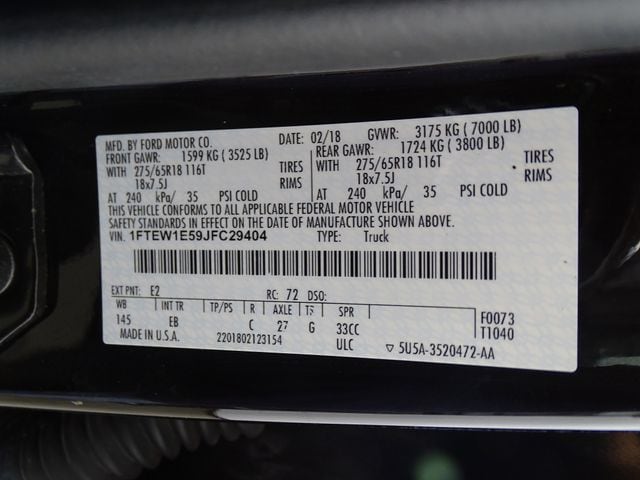 MFD. BY FORD MOTOR CO. DATE: 02/18 GVWR: 3175 KG ( 7000 LB)
FRONT GAWR: 1599 KG ( 3525 LB) REAR GAWR: 1724 KG ( 3800 LB)
WITH 275/65R18 116T TIRES WITH 275/65R18 116T TIRES
18x7.5J RIMS 18x7.5J RIMS
AT 240 kPa/ 35 PSI COLD AT 240 kPa/ 35 PSI COLD
THIS VEHICLE CONFORMS TO ALL APPLICABLE FEDERAL MOTOR VEHICLE
SAFETY STANDARDS IN EFFECT ON THE DATE OF MANUFACTURE SHOWN ABOVE.
VIN: 1FTEW1E59JFC29404 TYPE: Truck
EXT PNT: E2 RC: 72 DSO:
WB INT TR TP/PS R AXLE TR SPR F0073
145 EB C 27 G 33CC T1040
MADE IN U.S.A. 2201802123154 ULC ▽ 5U5A-3520472-AA